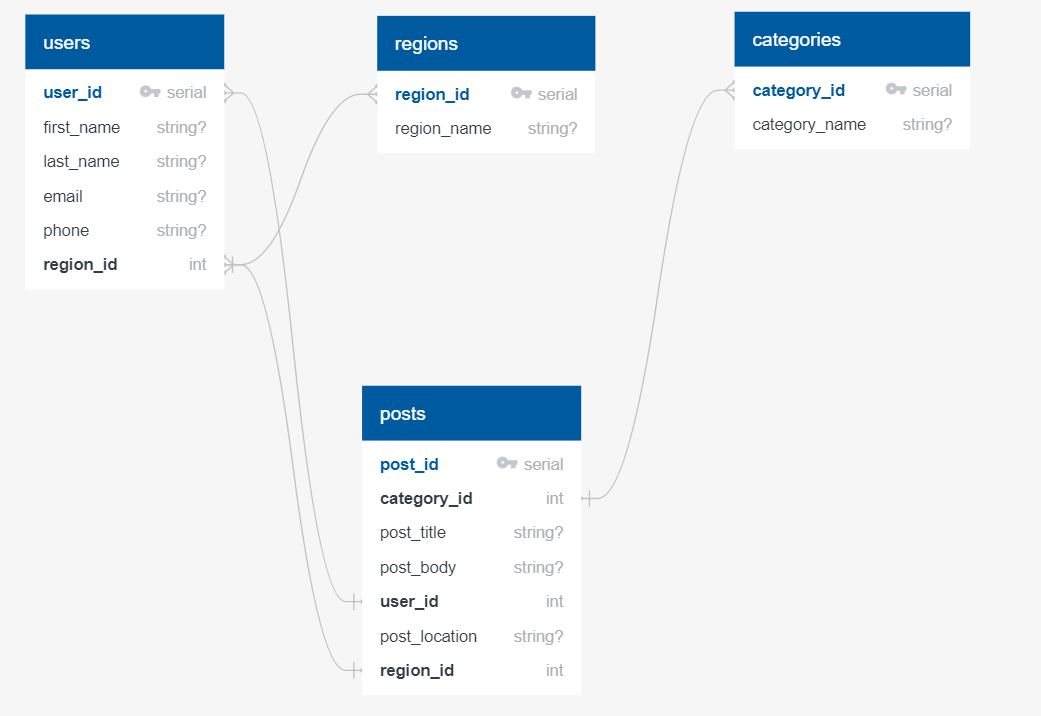 users
user_id serial
first_name string?
last_name string?
email string?
phone string?
region_id int
regions
region_id serial
region_name string?
categories
category_id serial
category_name string?
posts
post_id serial
category_id int
post_title string?
post_body string?
user_id int
post_location string?
region_id int